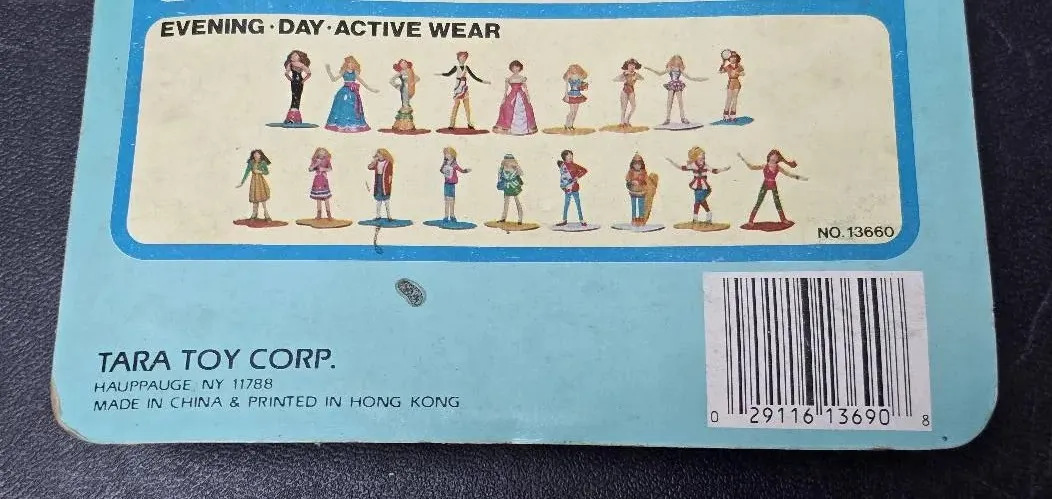 EVENING·DAY·ACTIVE WEAR
NO. 13660
TARA TOY CORP.
HAUPPAUGE NY 11788
MADE IN CHINA & PRINTED IN HONG KONG
0 29116 13690 8